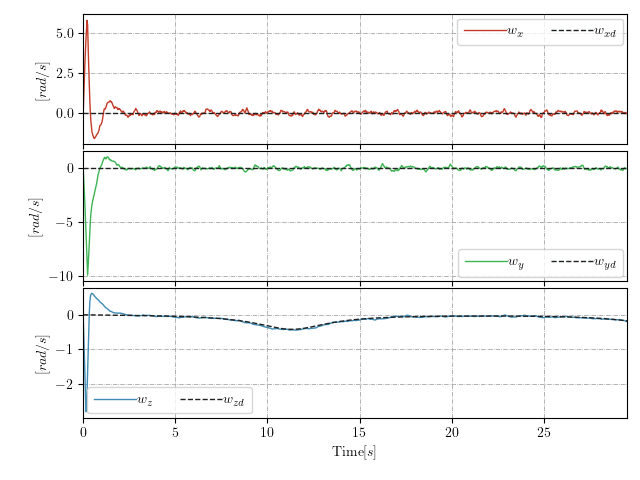 5.0
2.5
0.0
[rad/s]
w_x w_xd
0
−5
−10
[rad/s]
w_y w_yd
0
−1
−2
[rad/s]
w_z w_zd
0 5 10 15 20 25
Time[s]